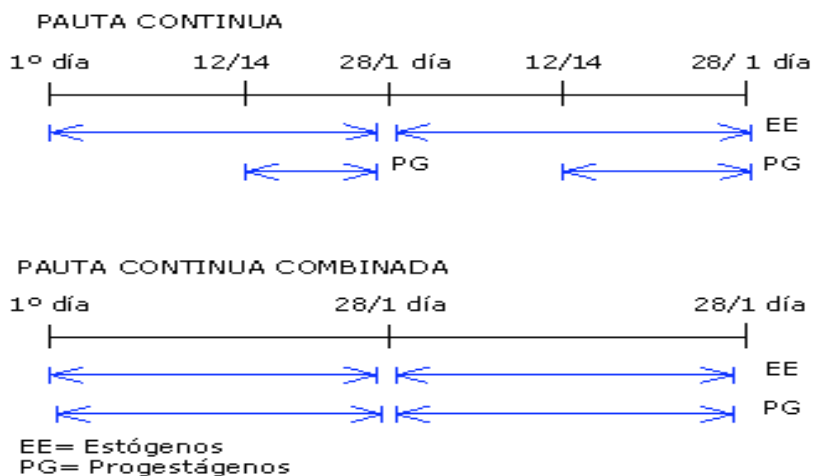 PAUTA CONTINUA
1º día 12/14 28/1 día 12/14 28/ 1 día
EE
PG PG
PAUTA CONTINUA COMBINADA
1º día 28/1 día 28/1 día
EE
PG
EE= Estógenos
PG= Progestágenos